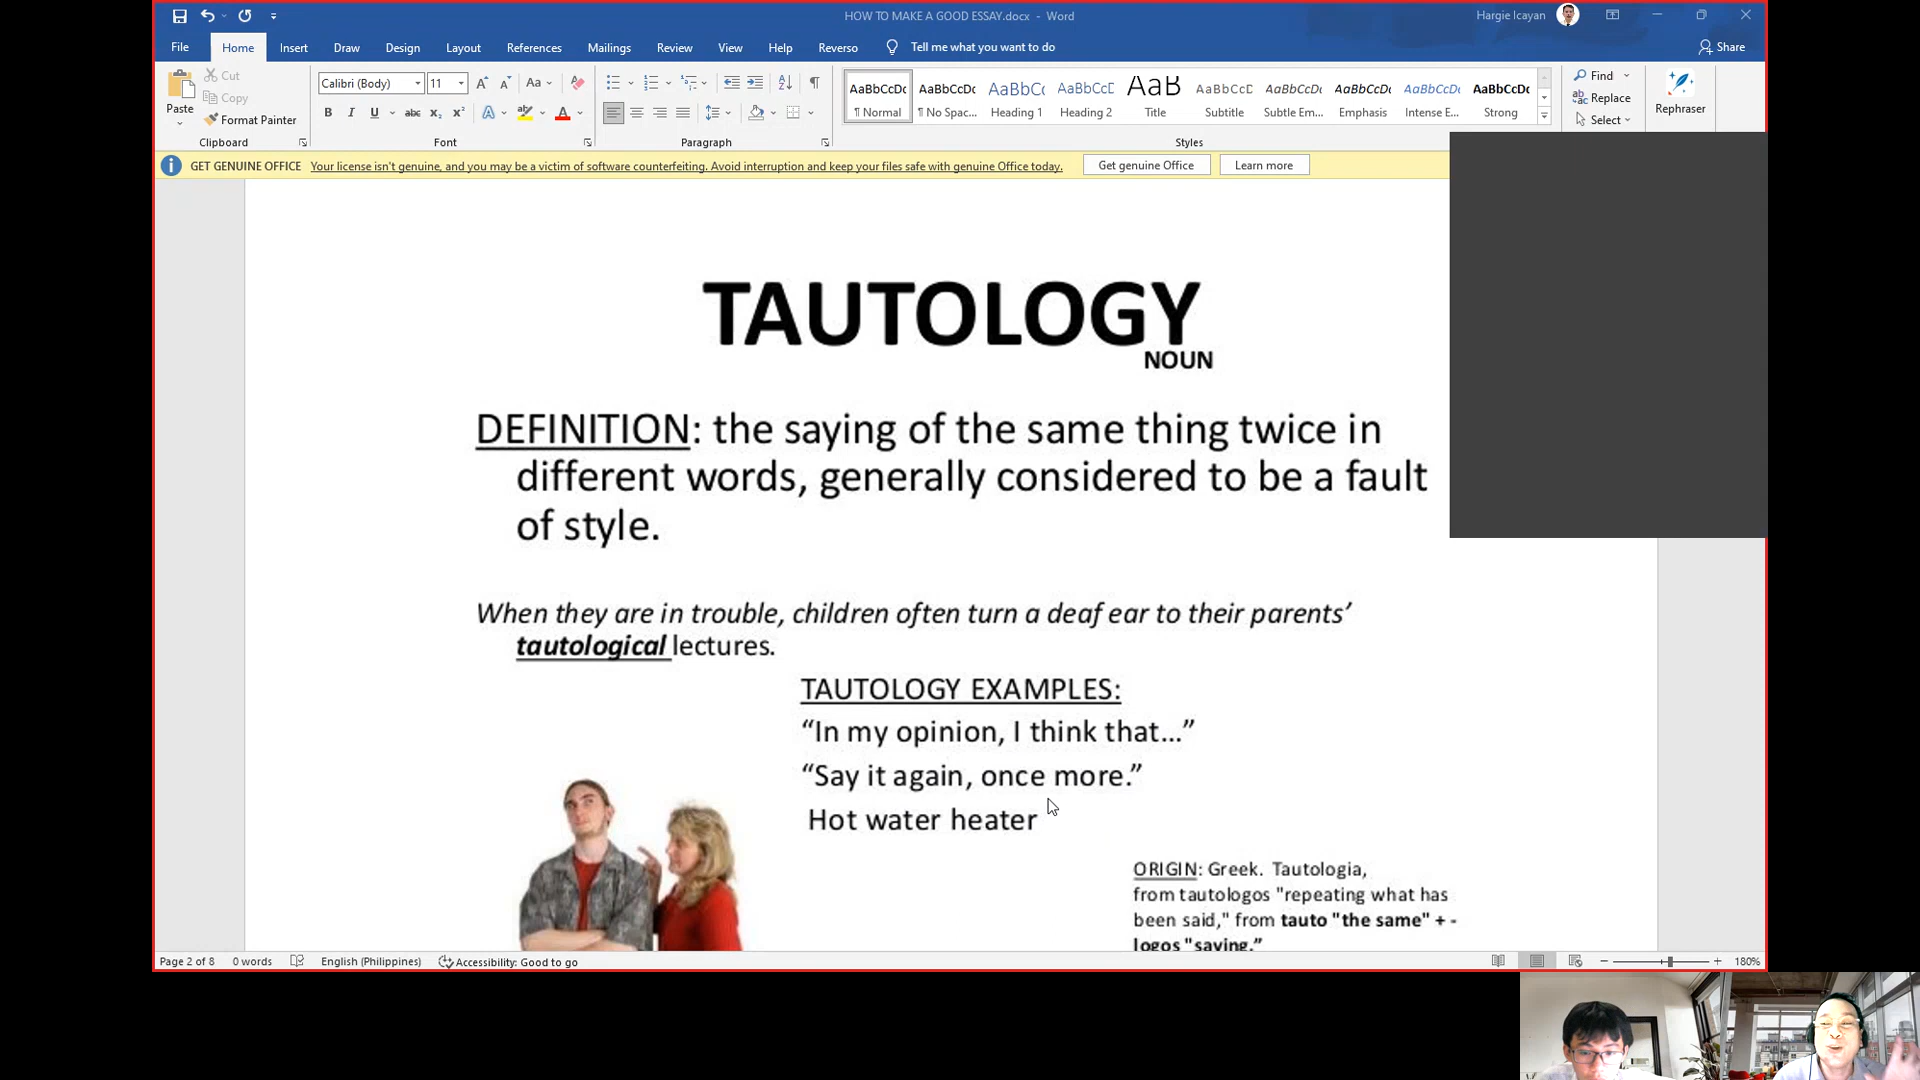 HOW TO MAKE A GOOD ESSAY.docx - Word
Hargie Icayan
File Home Insert Draw Design Layout References Mailings Review View Help Reverso Tell me what you want to do Share
Paste
Cut
Copy
Format Painter
Clipboard
Calibri (Body) 11
Font
Paragraph
AaBbCcDc AaBbCcDc AaBbC( AaBbCcD AaB AaBbCcD AaBbCcDc AaBbCcDc AaBbCcDc AaBbCcDc
¶ Normal ¶ No Spac... Heading 1 Heading 2 Title Subtitle Subtle Em... Emphasis Intense E... Strong
Styles
Find
Replace
Select
Rephraser
GET GENUINE OFFICE Your license isn't genuine, and you may be a victim of software counterfeiting. Avoid interruption and keep your files safe with genuine Office today. Get genuine Office Learn more
TAUTOLOGY
NOUN
DEFINITION: the saying of the same thing twice in
different words, generally considered to be a fault
of style.
When they are in trouble, children often turn a deaf ear to their parents’
tautological lectures.
TAUTOLOGY EXAMPLES:
“In my opinion, I think that...”
“Say it again, once more.”
Hot water heater
ORIGIN: Greek. Tautologia,
from tautologos "repeating what has
been said," from tauto "the same" + -
logos "saying.”
Page 2 of 8 0 words English (Philippines) Accessibility: Good to go 180%